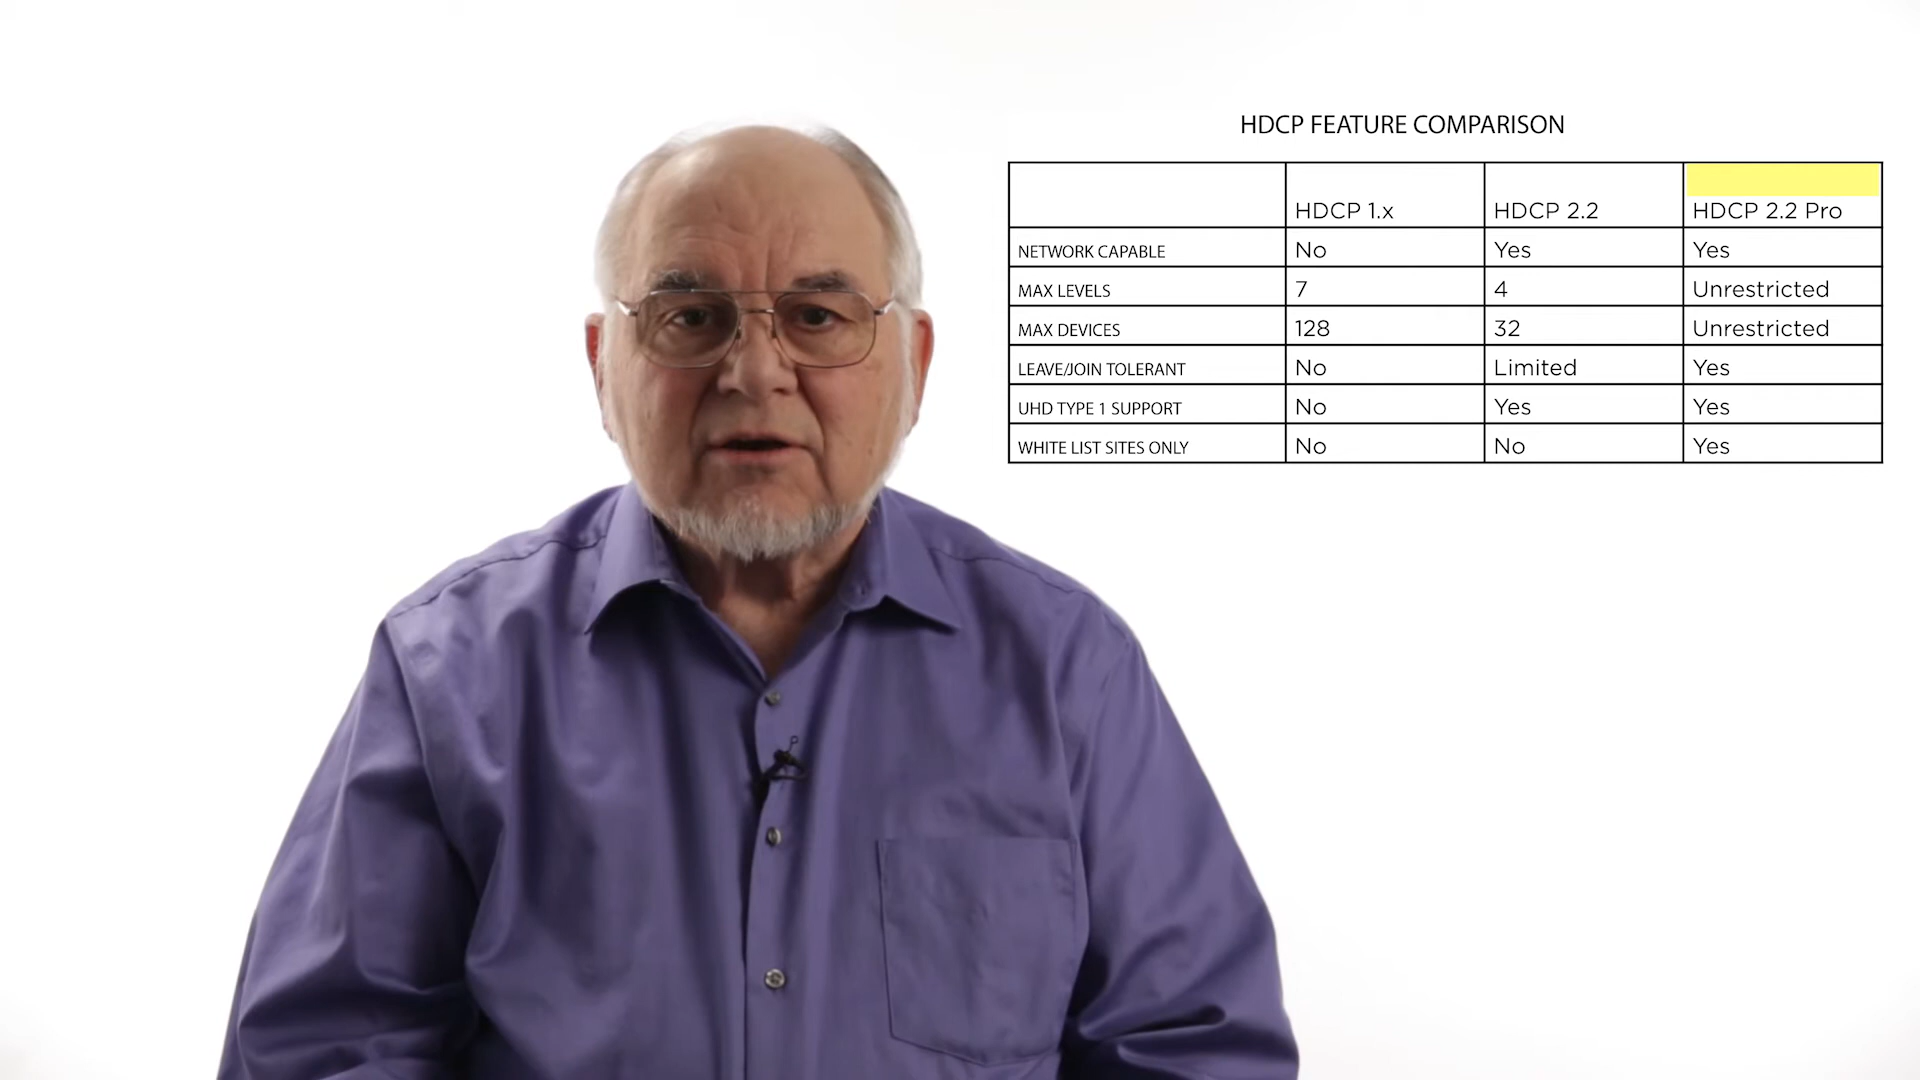 HDCP FEATURE COMPARISON
HDCP 1.x HDCP 2.2 HDCP 2.2 Pro
NETWORK CAPABLE No Yes Yes
MAX LEVELS 7 4 Unrestricted
MAX DEVICES 128 32 Unrestricted
LEAVE/JOIN TOLERANT No Limited Yes
UHD TYPE 1 SUPPORT No Yes Yes
WHITE LIST SITES ONLY No No Yes